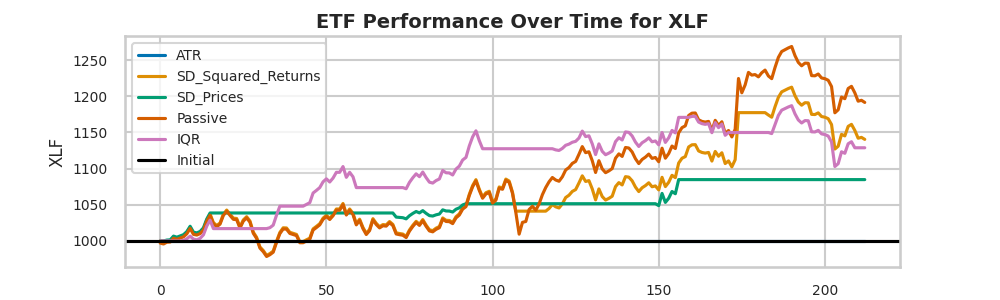 ETF Performance Over Time for XLF
XLF
1250
1200
1150
1100
1050
1000
ATR
SD_Squared_Returns
SD_Prices
Passive
IQR
Initial
0
50
100
150
200